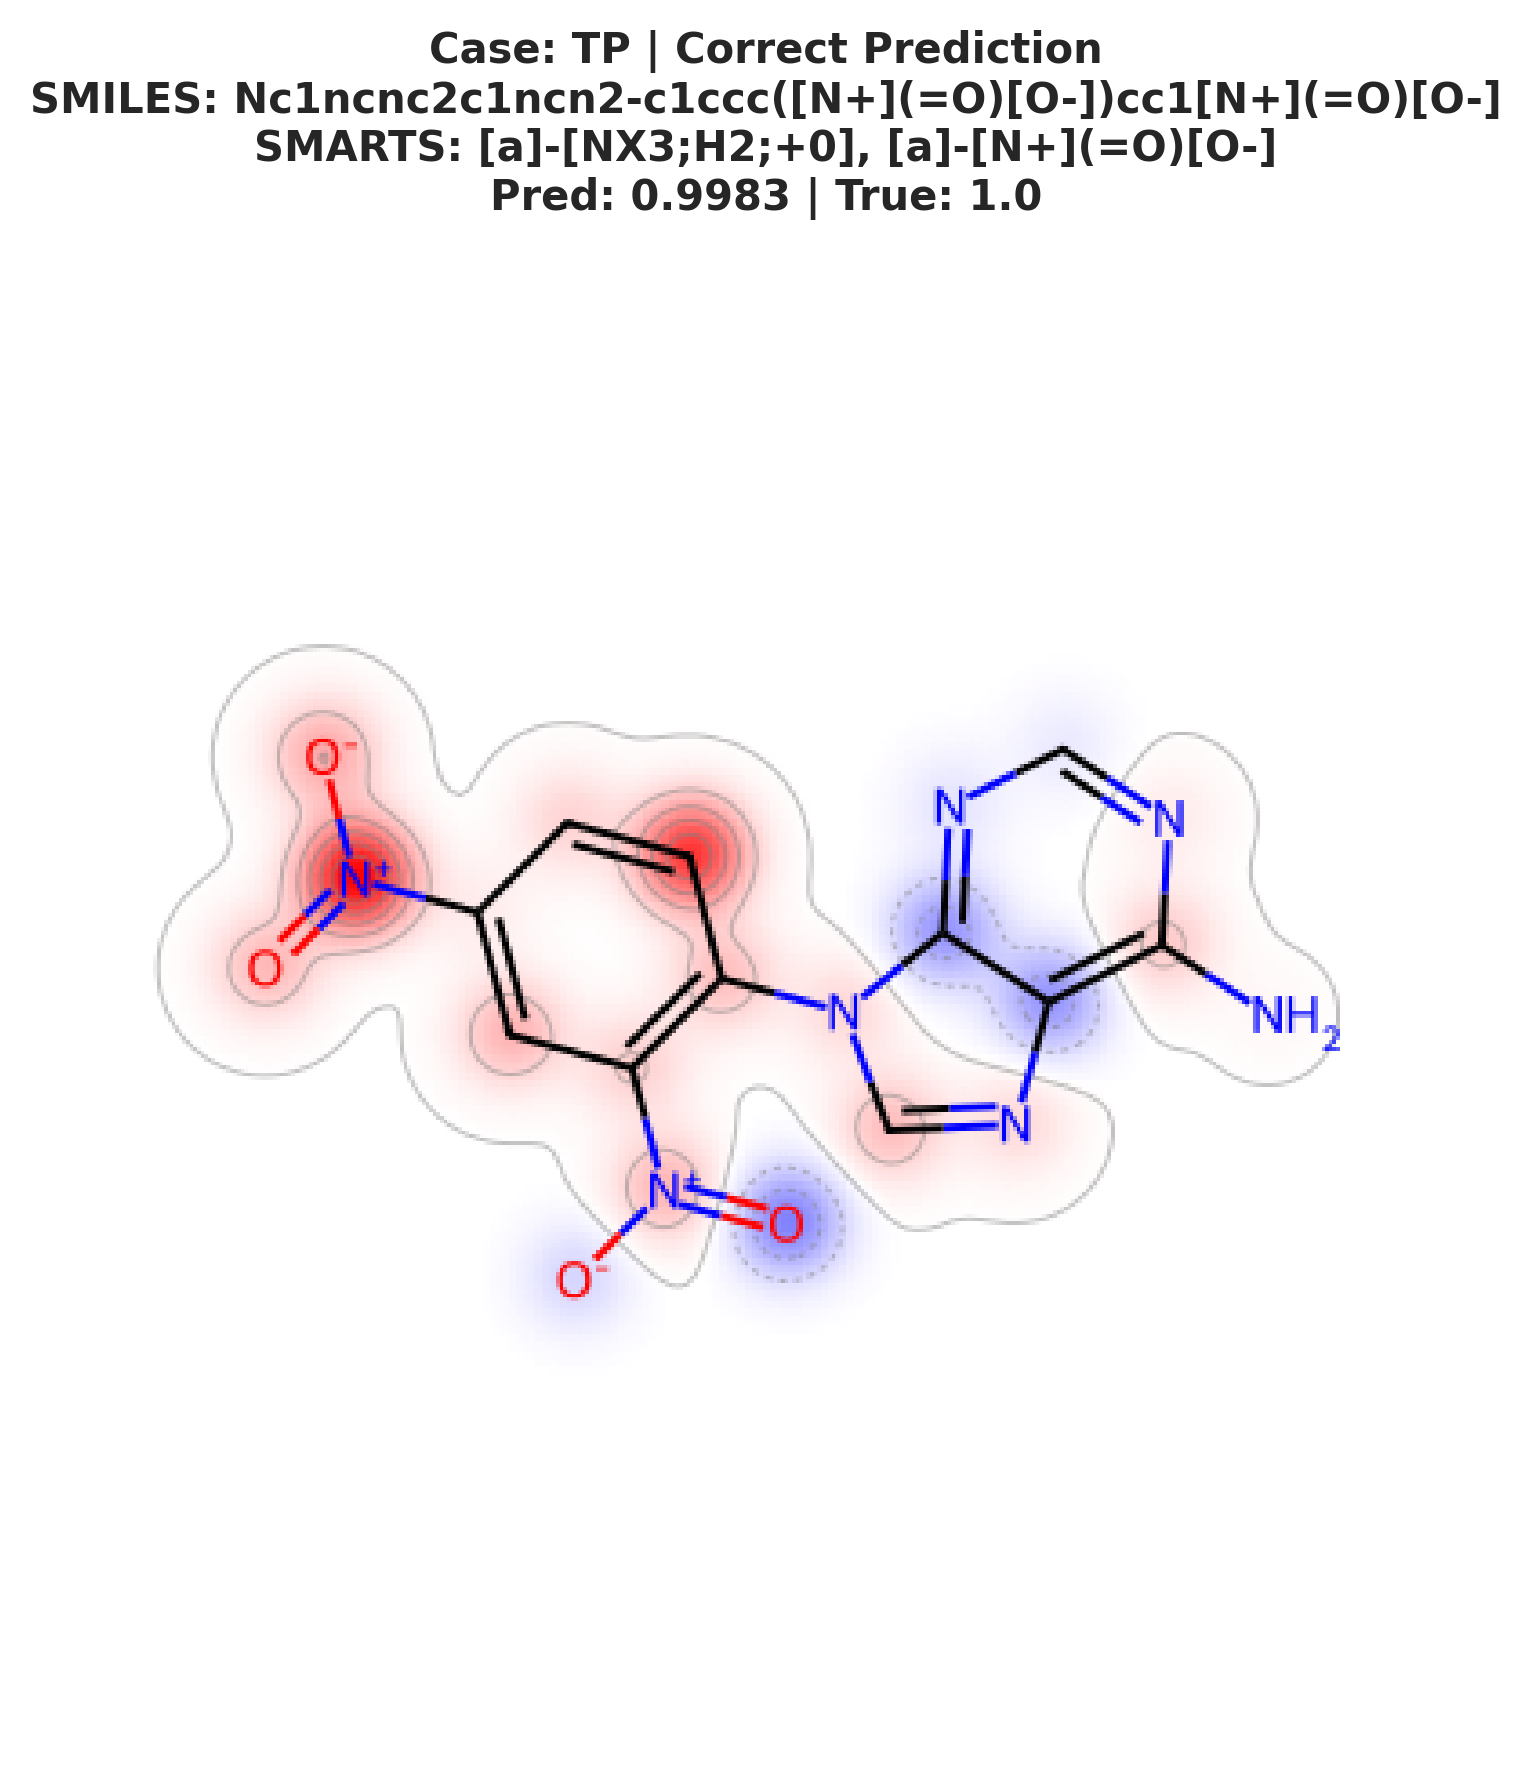 Case: TP | Correct Prediction
SMILES: Nc1ncnc2c1ncn2-c1ccc([N+](=O)[O-])cc1[N+](=O)[O-]
SMARTS: [a]-[NX3;H2;+0], [a]-[N+](=O)[O-]
Pred: 0.9983 | True: 1.0
O⁻
N N
N⁺
O
N NH₂
N
N⁺ O
O⁻